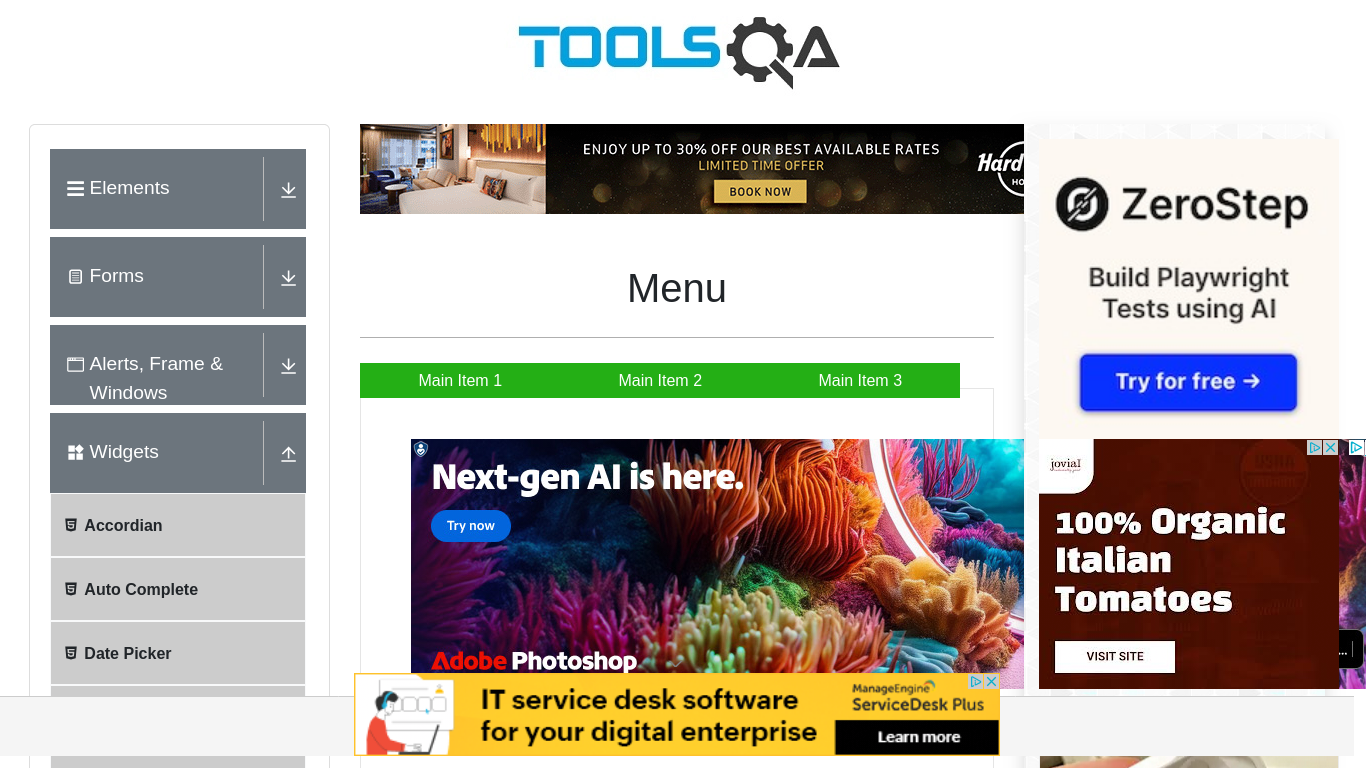 TOOLSQA
Elements
Forms
Alerts, Frame &
Windows
Widgets
Accordian
Auto Complete
Date Picker
ENJOY UP TO 30% OFF OUR BEST AVAILABLE RATES
LIMITED TIME OFFER
BOOK NOW
Menu
Main Item 1
Main Item 2
Main Item 3
Next-gen AI is here.
Try now
Adobe Photoshop
ZeroStep
Build Playwright
Tests using AI
Try for free →
jovial
100% Organic
Italian
Tomatoes
VISIT SITE
IT service desk software
for your digital enterprise
ManageEngine
ServiceDesk Plus
Learn more